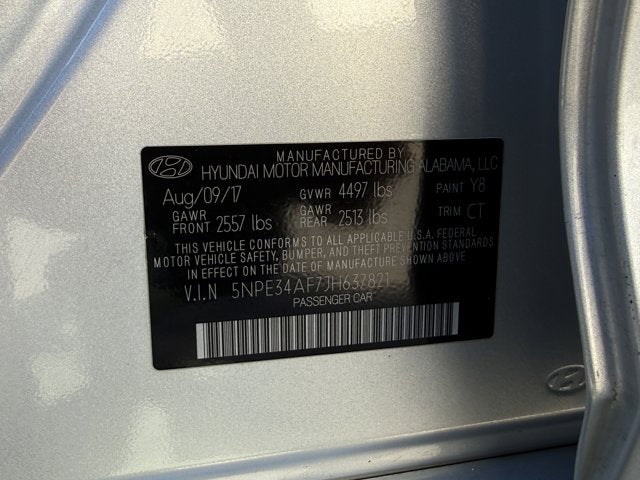 MANUFACTURED BY
HYUNDAI MOTOR MANUFACTURING ALABAMA, LLC
Aug/09/17 GVWR 4497 lbs PAINT Y8
GAWR FRONT 2557 lbs GAWR REAR 2513 lbs TRIM CT
THIS VEHICLE CONFORMS TO ALL APPLICABLE U.S.A. FEDERAL
MOTOR VEHICLE SAFETY, BUMPER, AND THEFT PREVENTION STANDARDS
IN EFFECT ON THE DATE OF MANUFACTURE SHOWN ABOVE
V.I.N 5NPE34AF7JH637821
PASSENGER CAR